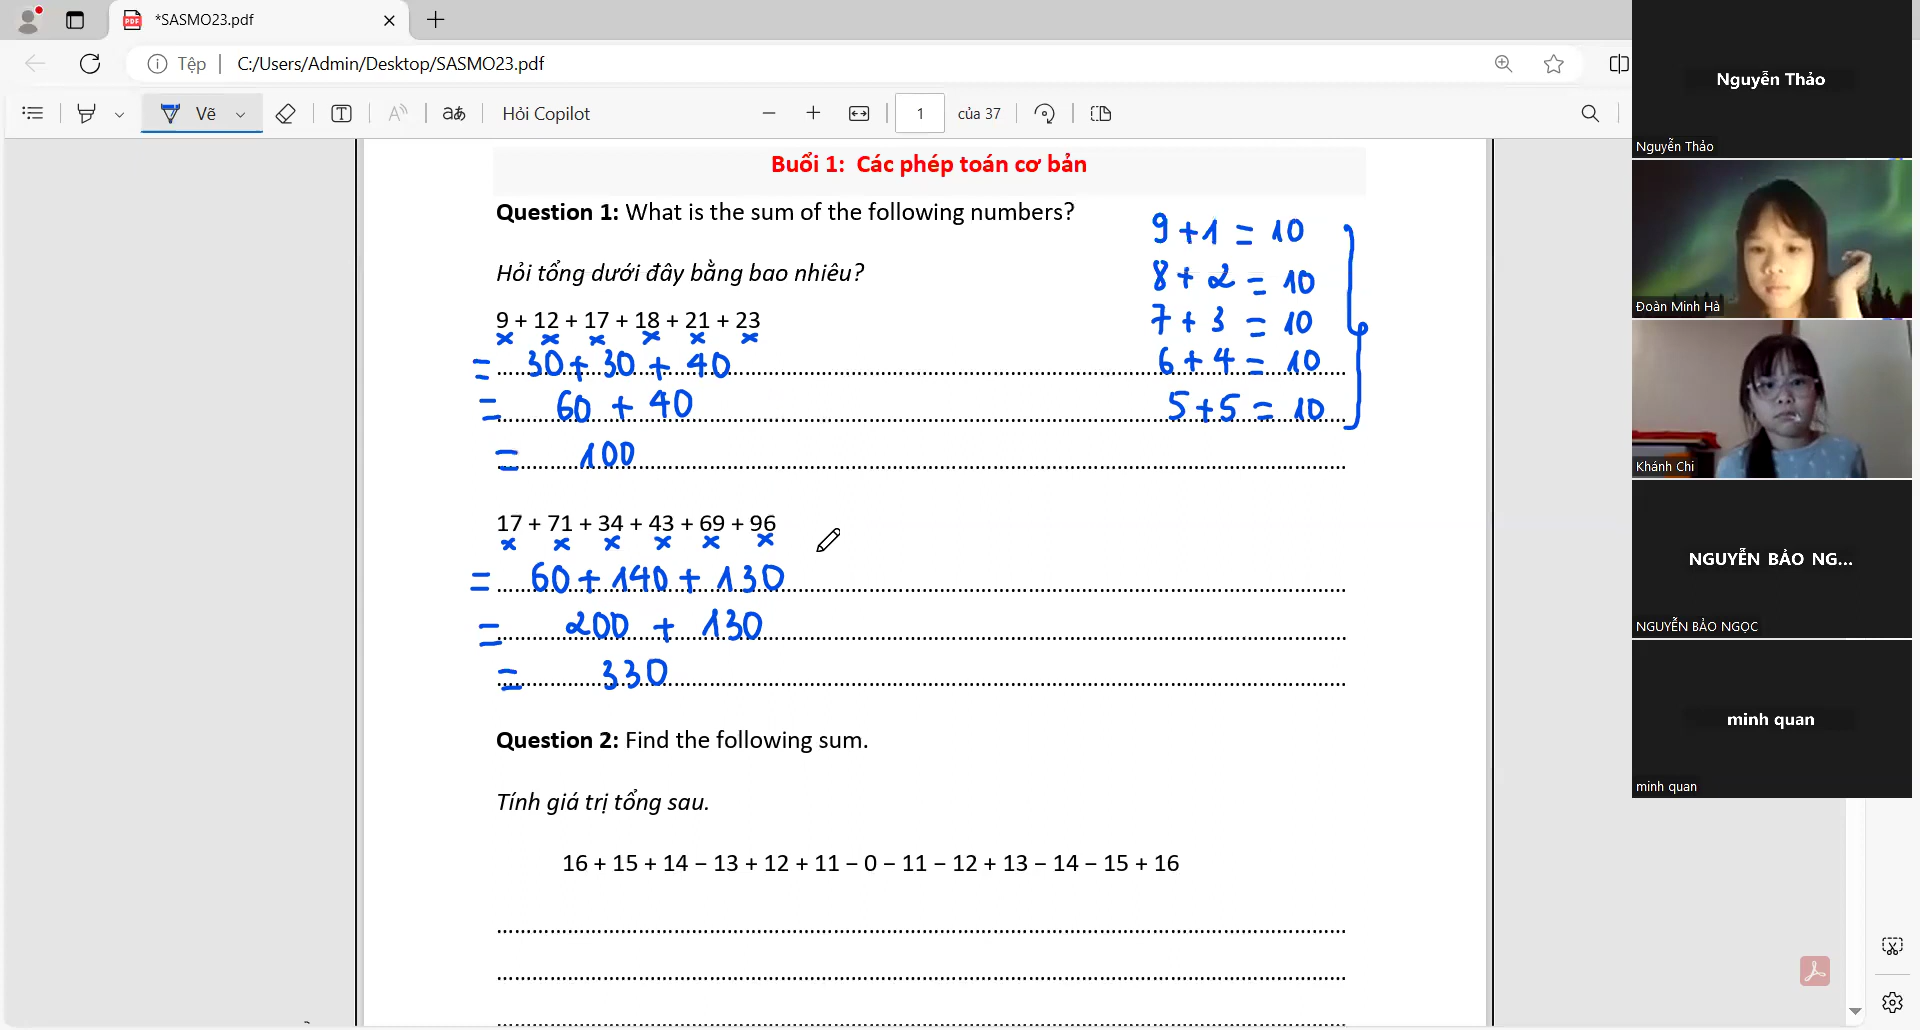 *SASMO23.pdf
Tệp
C:/Users/Admin/Desktop/SASMO23.pdf
Vẽ
aあ
Hỏi Copilot
1 của 37
Buổi 1: Các phép toán cơ bản
Question 1: What is the sum of the following numbers?
Hỏi tổng dưới đây bằng bao nhiêu?
9 + 12 + 17 + 18 + 21 + 23
= 30 + 30 + 40
= 60 + 40
= 100
9 + 1 = 10
8 + 2 = 10
7 + 3 = 10
6 + 4 = 10
5 + 5 = 10
17 + 71 + 34 + 43 + 69 + 96
= 60 + 140 + 130
= 200 + 130
= 330
Question 2: Find the following sum.
Tính giá trị tổng sau.
16 + 15 + 14 − 13 + 12 + 11 − 0 − 11 − 12 + 13 − 14 − 15 + 16
Nguyễn Thảo
Nguyễn Thảo
Đoàn Minh Hà
Khánh Chi
NGUYỄN BẢO NG...
NGUYỄN BẢO NGỌC
minh quan
minh quan